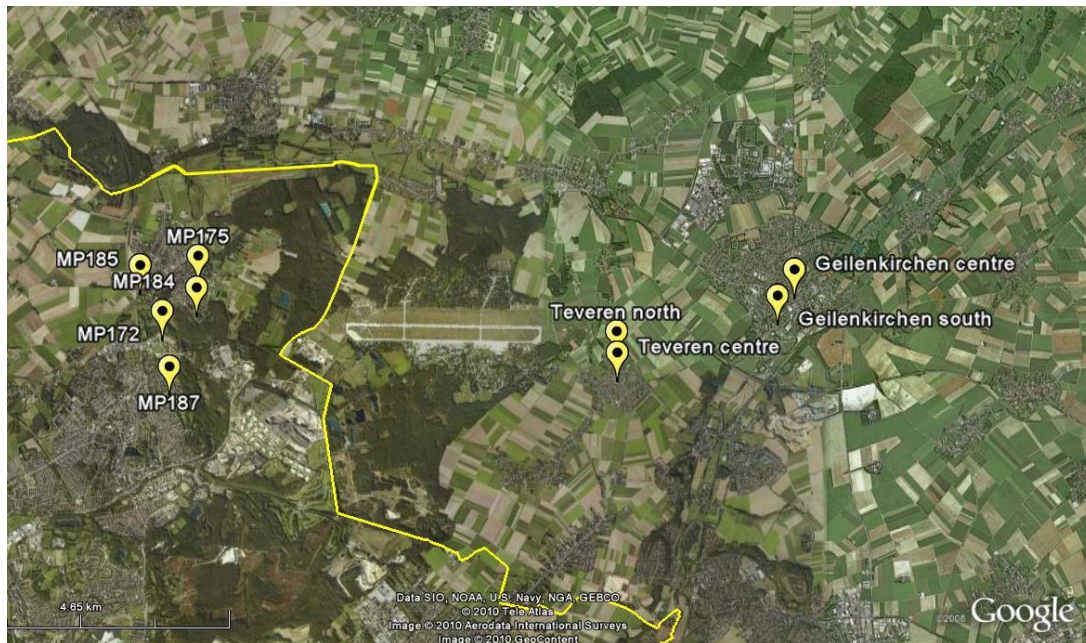 MP175
MP185
MP184
MP172
MP187
Geilenkirchen centre
Teveren north
Geilenkirchen south
Teveren centre
4.65 km
Data SIO, NOAA, U.S. Navy, NGA, GEBCO
© 2010 Tele Atlas
Image © 2010 Aerodata International Surveys
Image © 2010 GeoContent
©2008 Google